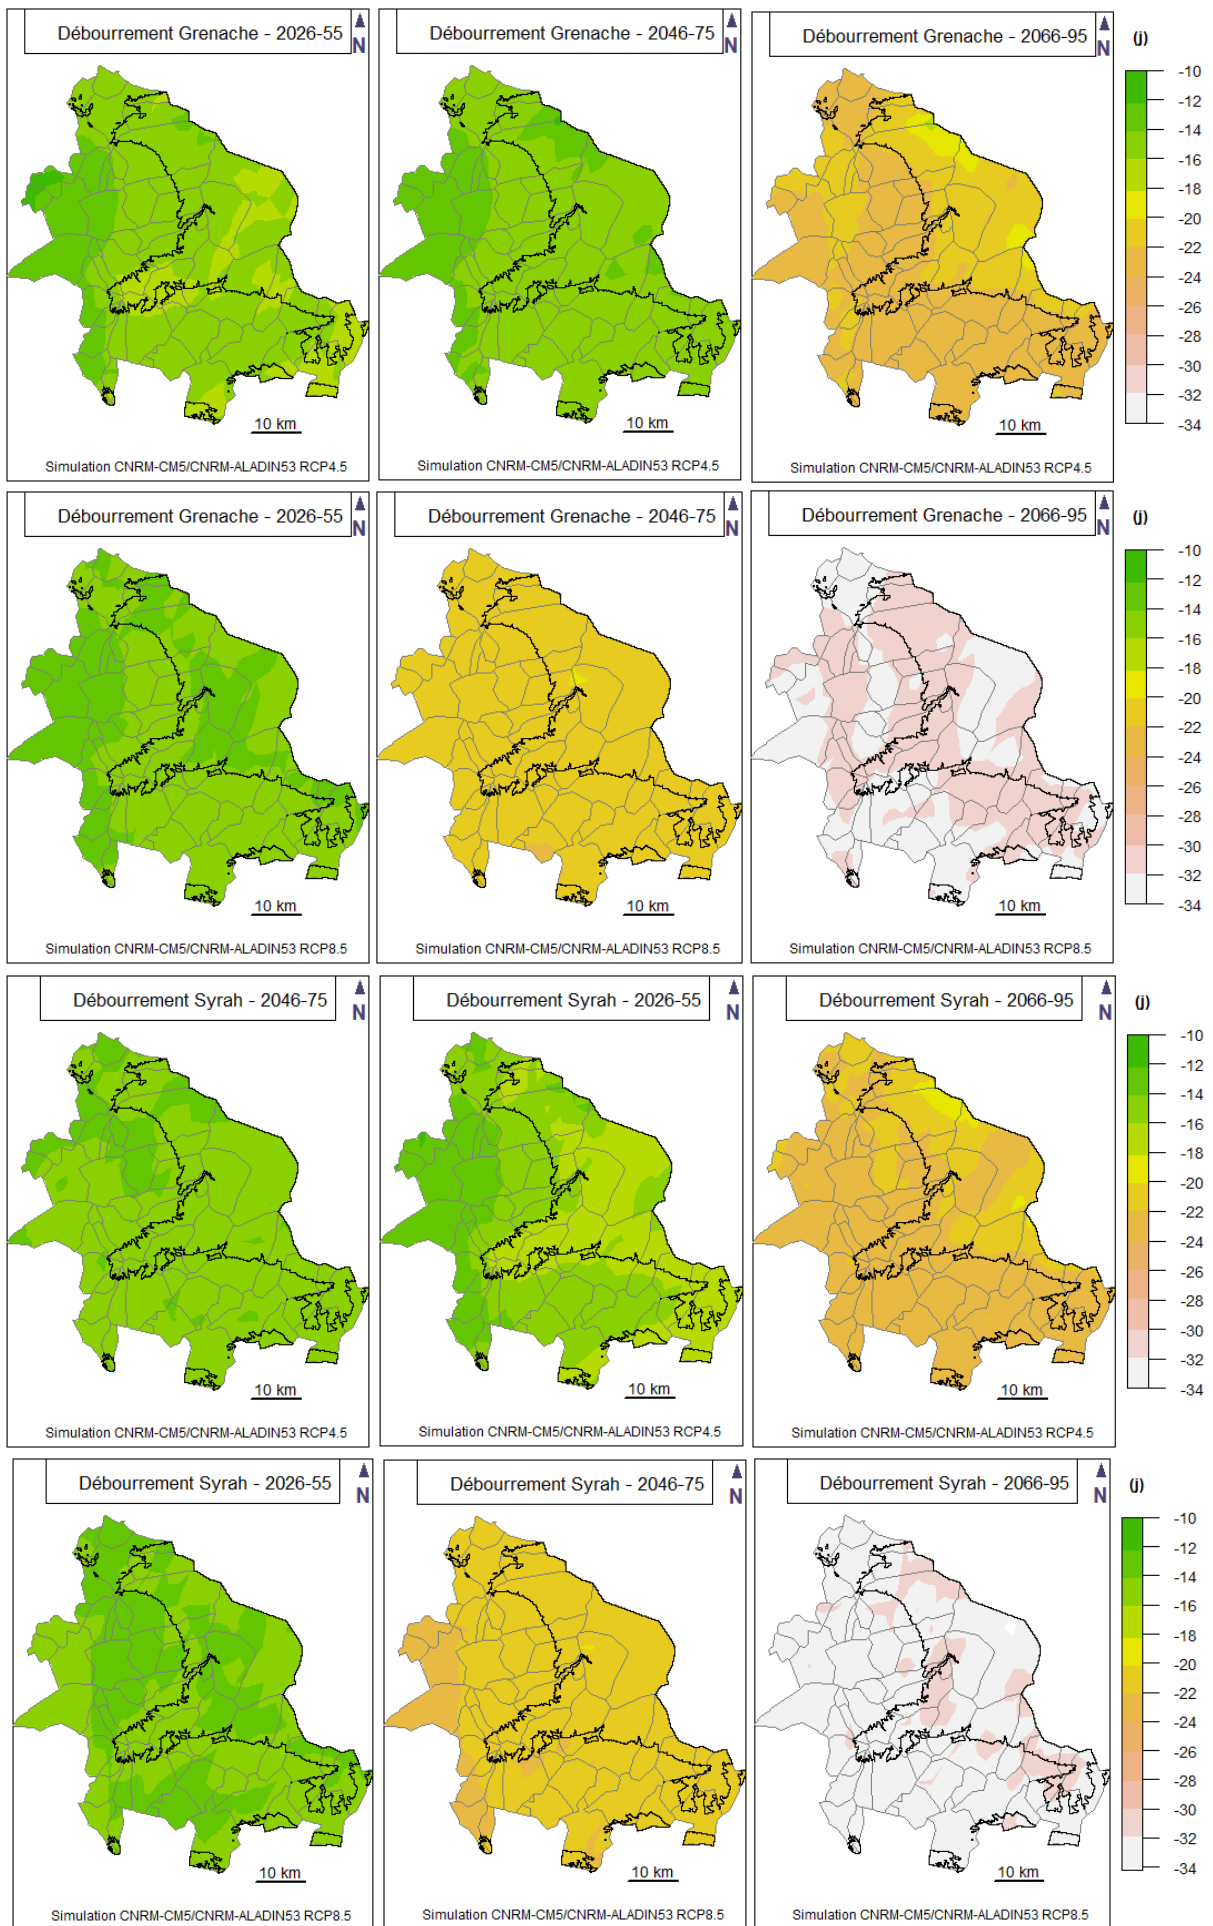 Débourrement Grenache - 2026-55
N
Débourrement Grenache - 2046-75
N
Débourrement Grenache - 2066-95
N
(j)
-10
-12
-14
-16
-18
-20
-22
-24
-26
-28
-30
-32
-34
10 km
10 km
10 km
Simulation CNRM-CM5/CNRM-ALADIN53 RCP4.5
Simulation CNRM-CM5/CNRM-ALADIN53 RCP4.5
Simulation CNRM-CM5/CNRM-ALADIN53 RCP4.5
Débourrement Grenache - 2026-55
N
Débourrement Grenache - 2046-75
N
Débourrement Grenache - 2066-95
N
(j)
-10
-12
-14
-16
-18
-20
-22
-24
-26
-28
-30
-32
-34
10 km
10 km
10 km
Simulation CNRM-CM5/CNRM-ALADIN53 RCP8.5
Simulation CNRM-CM5/CNRM-ALADIN53 RCP8.5
Simulation CNRM-CM5/CNRM-ALADIN53 RCP8.5
Débourrement Syrah - 2046-75
N
Débourrement Syrah - 2026-55
N
Débourrement Syrah - 2066-95
N
(j)
-10
-12
-14
-16
-18
-20
-22
-24
-26
-28
-30
-32
-34
10 km
10 km
10 km
Simulation CNRM-CM5/CNRM-ALADIN53 RCP4.5
Simulation CNRM-CM5/CNRM-ALADIN53 RCP4.5
Simulation CNRM-CM5/CNRM-ALADIN53 RCP4.5
Débourrement Syrah - 2026-55
N
Débourrement Syrah - 2046-75
N
Débourrement Syrah - 2066-95
N
(j)
-10
-12
-14
-16
-18
-20
-22
-24
-26
-28
-30
-32
-34
10 km
10 km
10 km
Simulation CNRM-CM5/CNRM-ALADIN53 RCP8.5
Simulation CNRM-CM5/CNRM-ALADIN53 RCP8.5
Simulation CNRM-CM5/CNRM-ALADIN53 RCP8.5